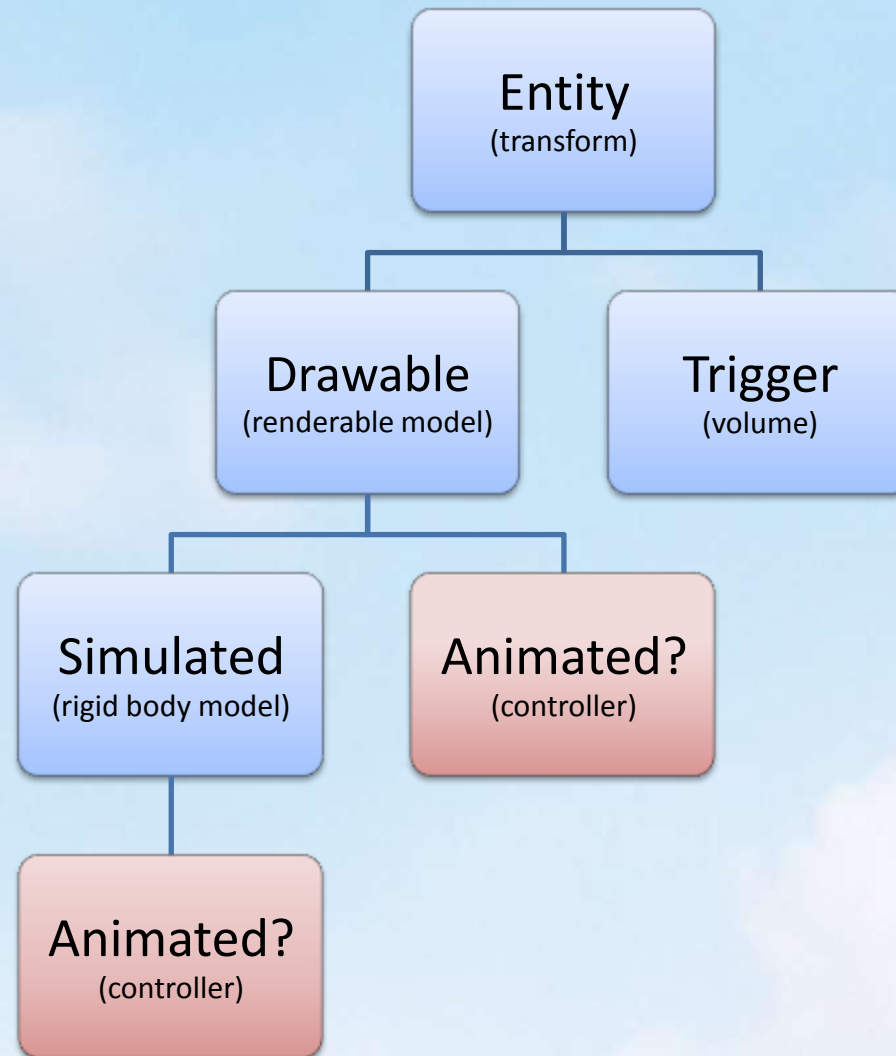 Entity
(transform)
Drawable
(renderable model)
Trigger
(volume)
Simulated
(rigid body model)
Animated?
(controller)
Animated?
(controller)